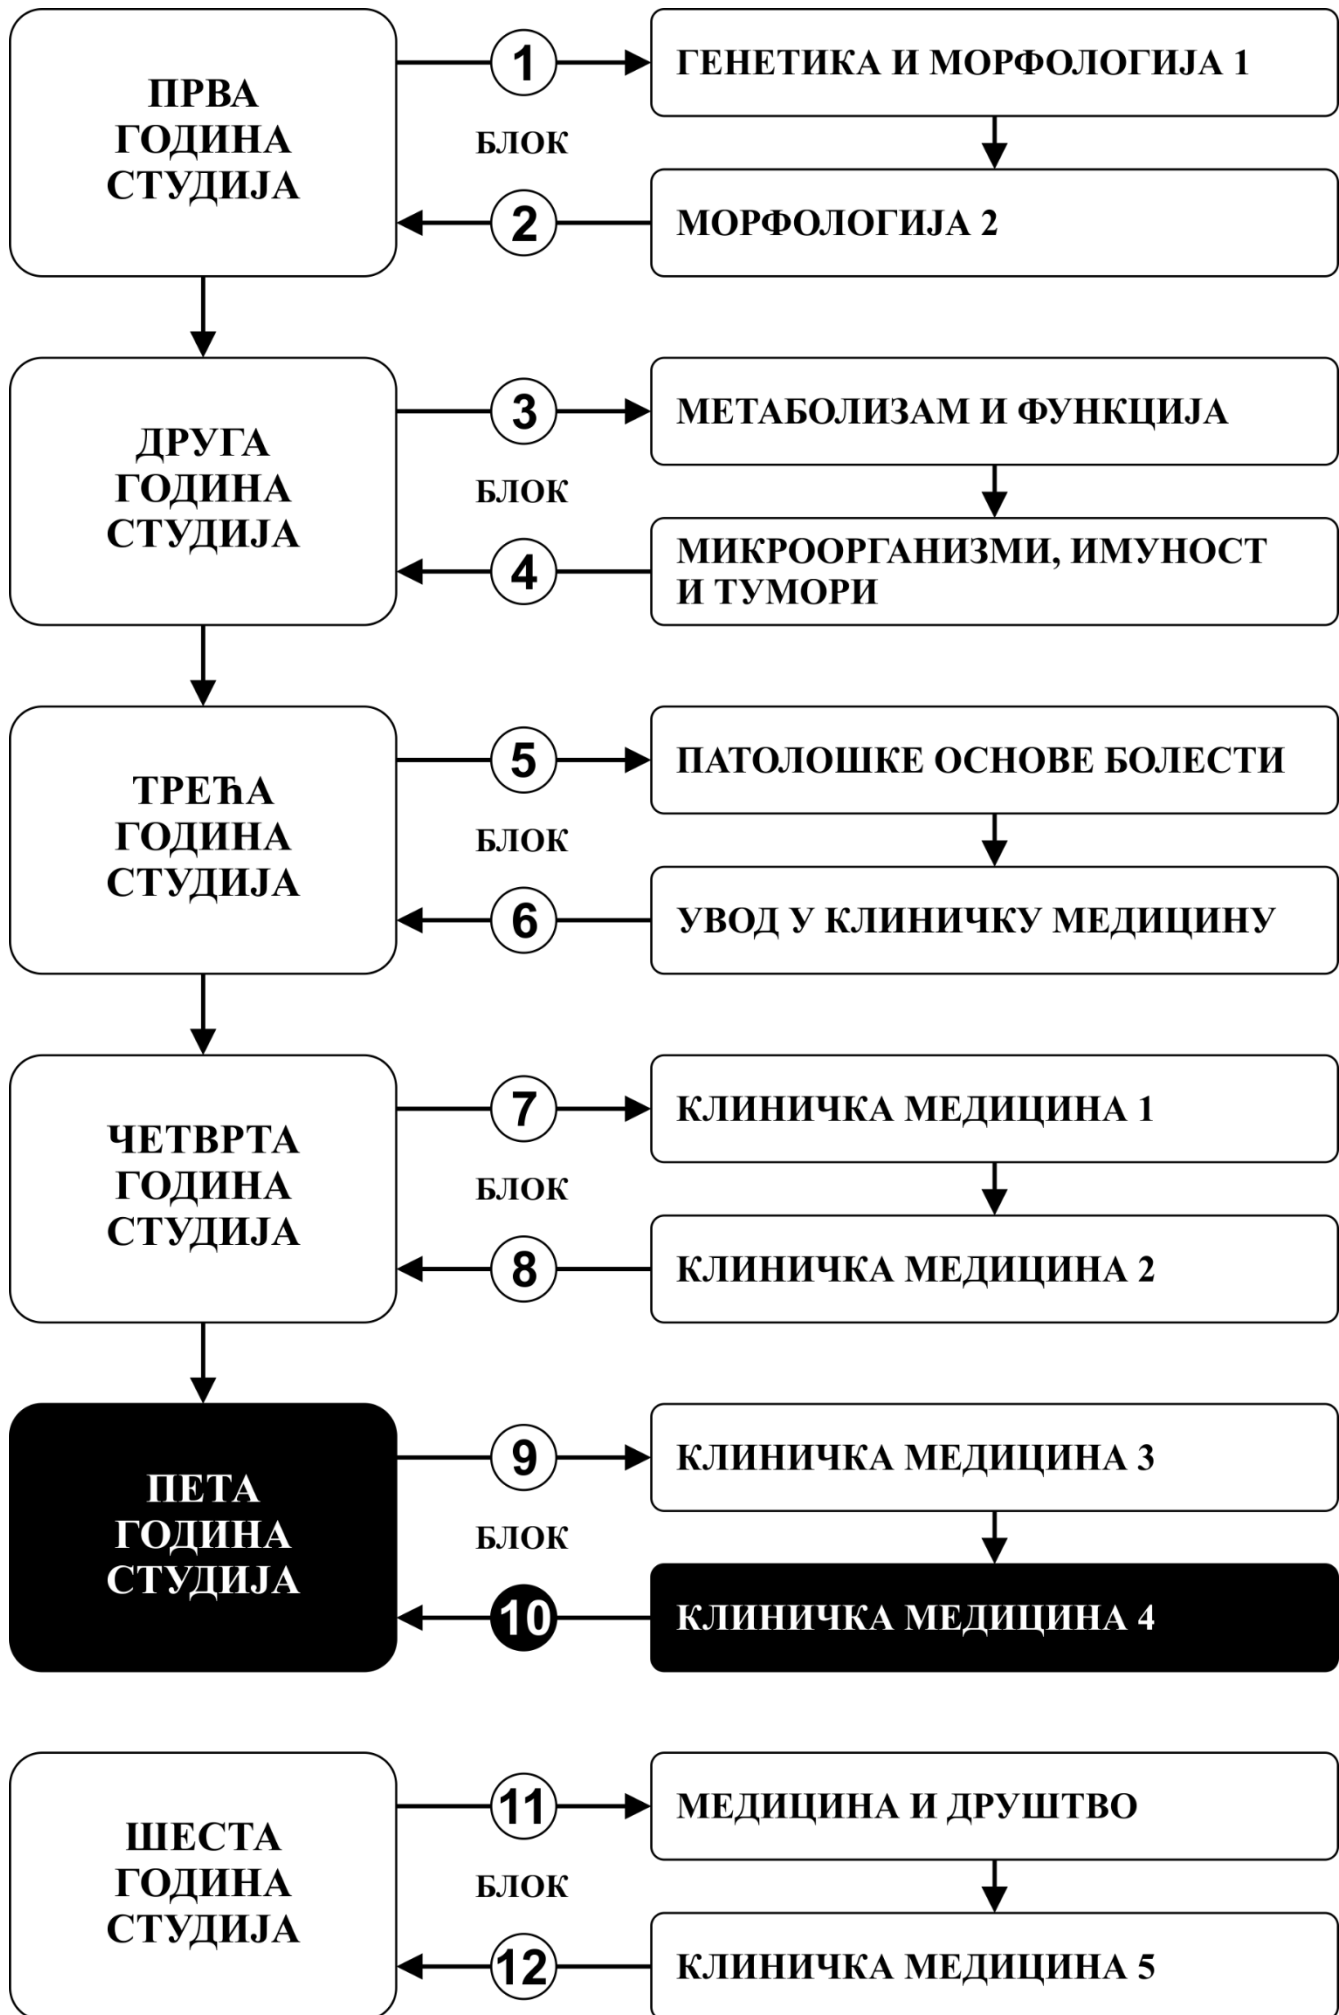 ПРВА
ГОДИНА
СТУДИЈА
1
БЛОК
2
ГЕНЕТИКА И МОРФОЛОГИЈА 1
МОРФОЛОГИЈА 2
ДРУГА
ГОДИНА
СТУДИЈА
3
БЛОК
4
МЕТАБОЛИЗАМ И ФУНКЦИЈА
МИКРООРГАНИЗМИ, ИМУНОСТ
И ТУМОРИ
ТРЕЋА
ГОДИНА
СТУДИЈА
5
БЛОК
6
ПАТОЛОШКЕ ОСНОВЕ БОЛЕСТИ
УВОД У КЛИНИЧКУ МЕДИЦИНУ
ЧЕТВРТА
ГОДИНА
СТУДИЈА
7
БЛОК
8
КЛИНИЧКА МЕДИЦИНА 1
КЛИНИЧКА МЕДИЦИНА 2
ПЕТА
ГОДИНА
СТУДИЈА
9
БЛОК
10
КЛИНИЧКА МЕДИЦИНА 3
КЛИНИЧКА МЕДИЦИНА 4
ШЕСТА
ГОДИНА
СТУДИЈА
11
БЛОК
12
МЕДИЦИНА И ДРУШТВО
КЛИНИЧКА МЕДИЦИНА 5